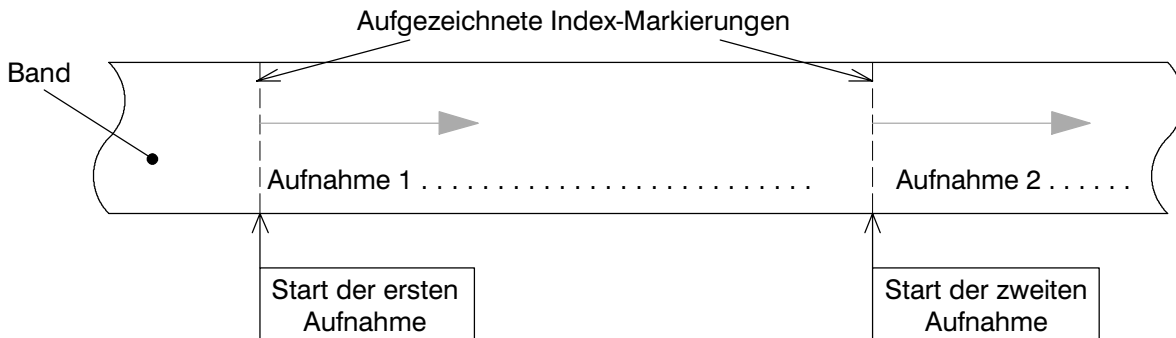 Aufgezeichnete Index-Markierungen
Band
Aufnahme 1 . . . . . . . . . . . . . . . . . . . . . . . . . . 
Aufnahme 2 . . . . . .
Start der ersten
Aufnahme
Start der zweiten
Aufnahme